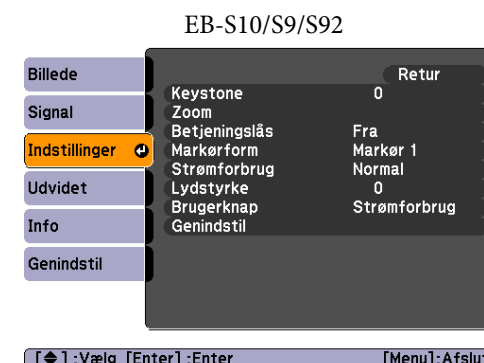 EB-S10/S9/S92
Billede
Signal
Indstillinger
Udvidet
Info
Genindstil
Retur
Keystone 0
Zoom
Betjeningslås Fra
Markørform Markør 1
Strømforbrug Normal
Lydstyrke 0
Brugerknap Strømforbrug
Genindstil
[ ] :Vælg [Enter] :Enter [Menu]:Afslu